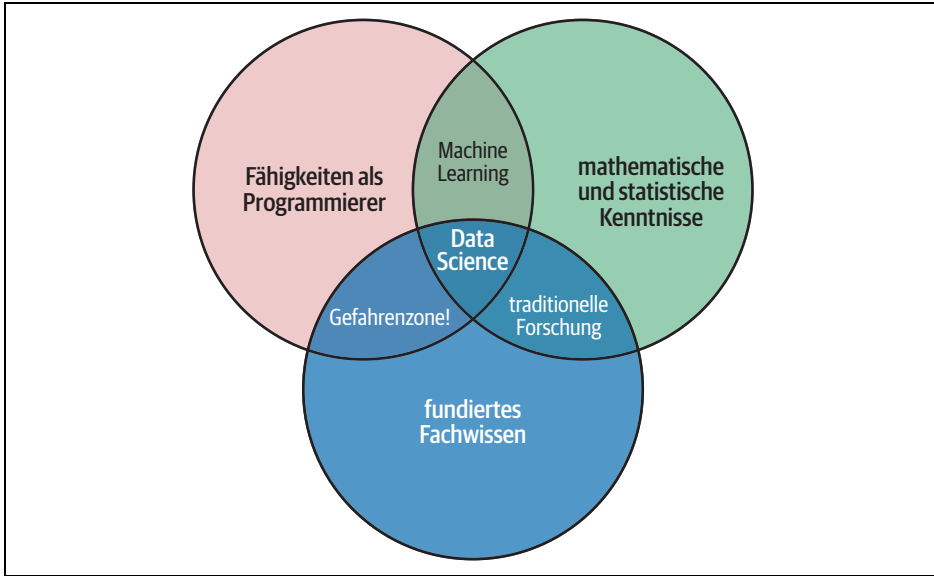 Machine
Learning
Fähigkeiten als
Programmierer
mathematische
und statistische
Kenntnisse
Data
Science
Gefahrenzone!
traditionelle
Forschung
fundiertes
Fachwissen